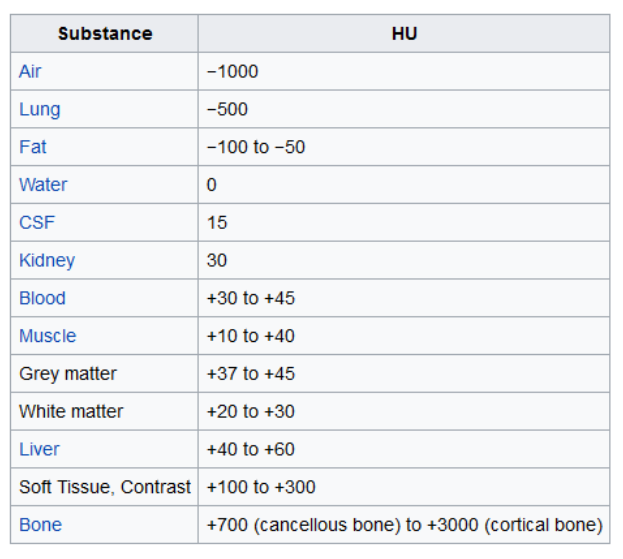 Substance HU
Air −1000
Lung −500
Fat −100 to −50
Water 0
CSF 15
Kidney 30
Blood +30 to +45
Muscle +10 to +40
Grey matter +37 to +45
White matter +20 to +30
Liver +40 to +60
Soft Tissue, Contrast +100 to +300
Bone +700 (cancellous bone) to +3000 (cortical bone)